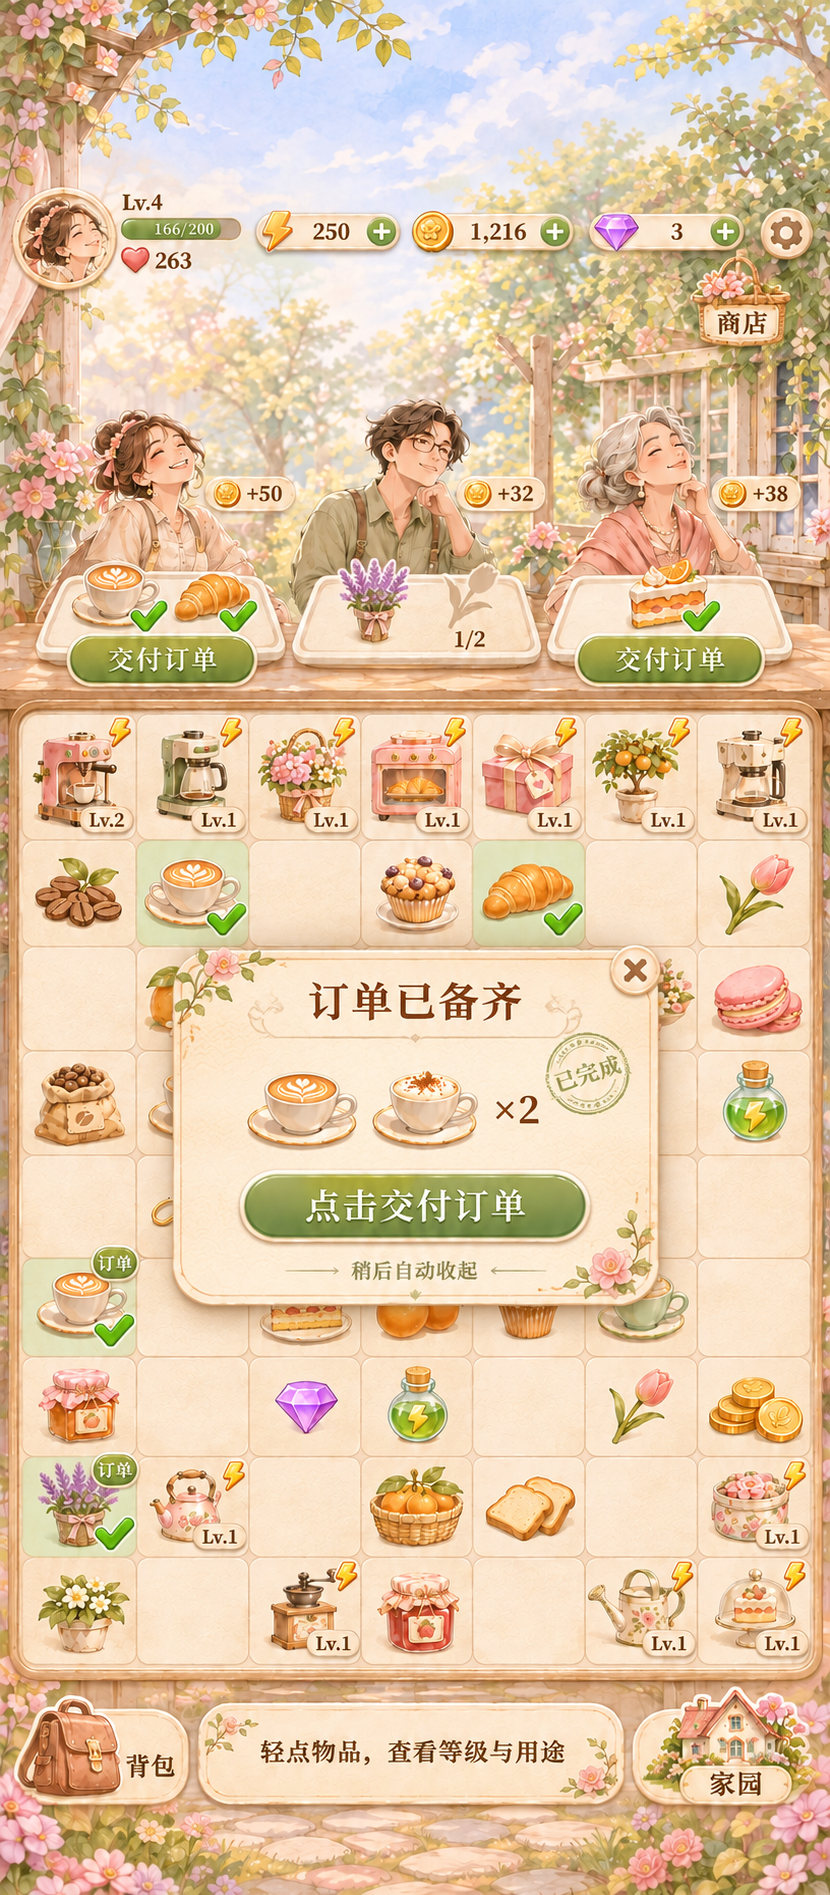 Lv.4
166/200
263
250
1,216
3
商店
+50
+32
+38
1/2
交付订单
交付订单
Lv.2
Lv.1
Lv.1
Lv.1
Lv.1
Lv.1
Lv.1
订单已备齐
已完成
×2
点击交付订单
稍后自动收起
订单
订单
Lv.1
Lv.1
Lv.1
Lv.1
Lv.1
背包
轻点物品，查看等级与用途
家园